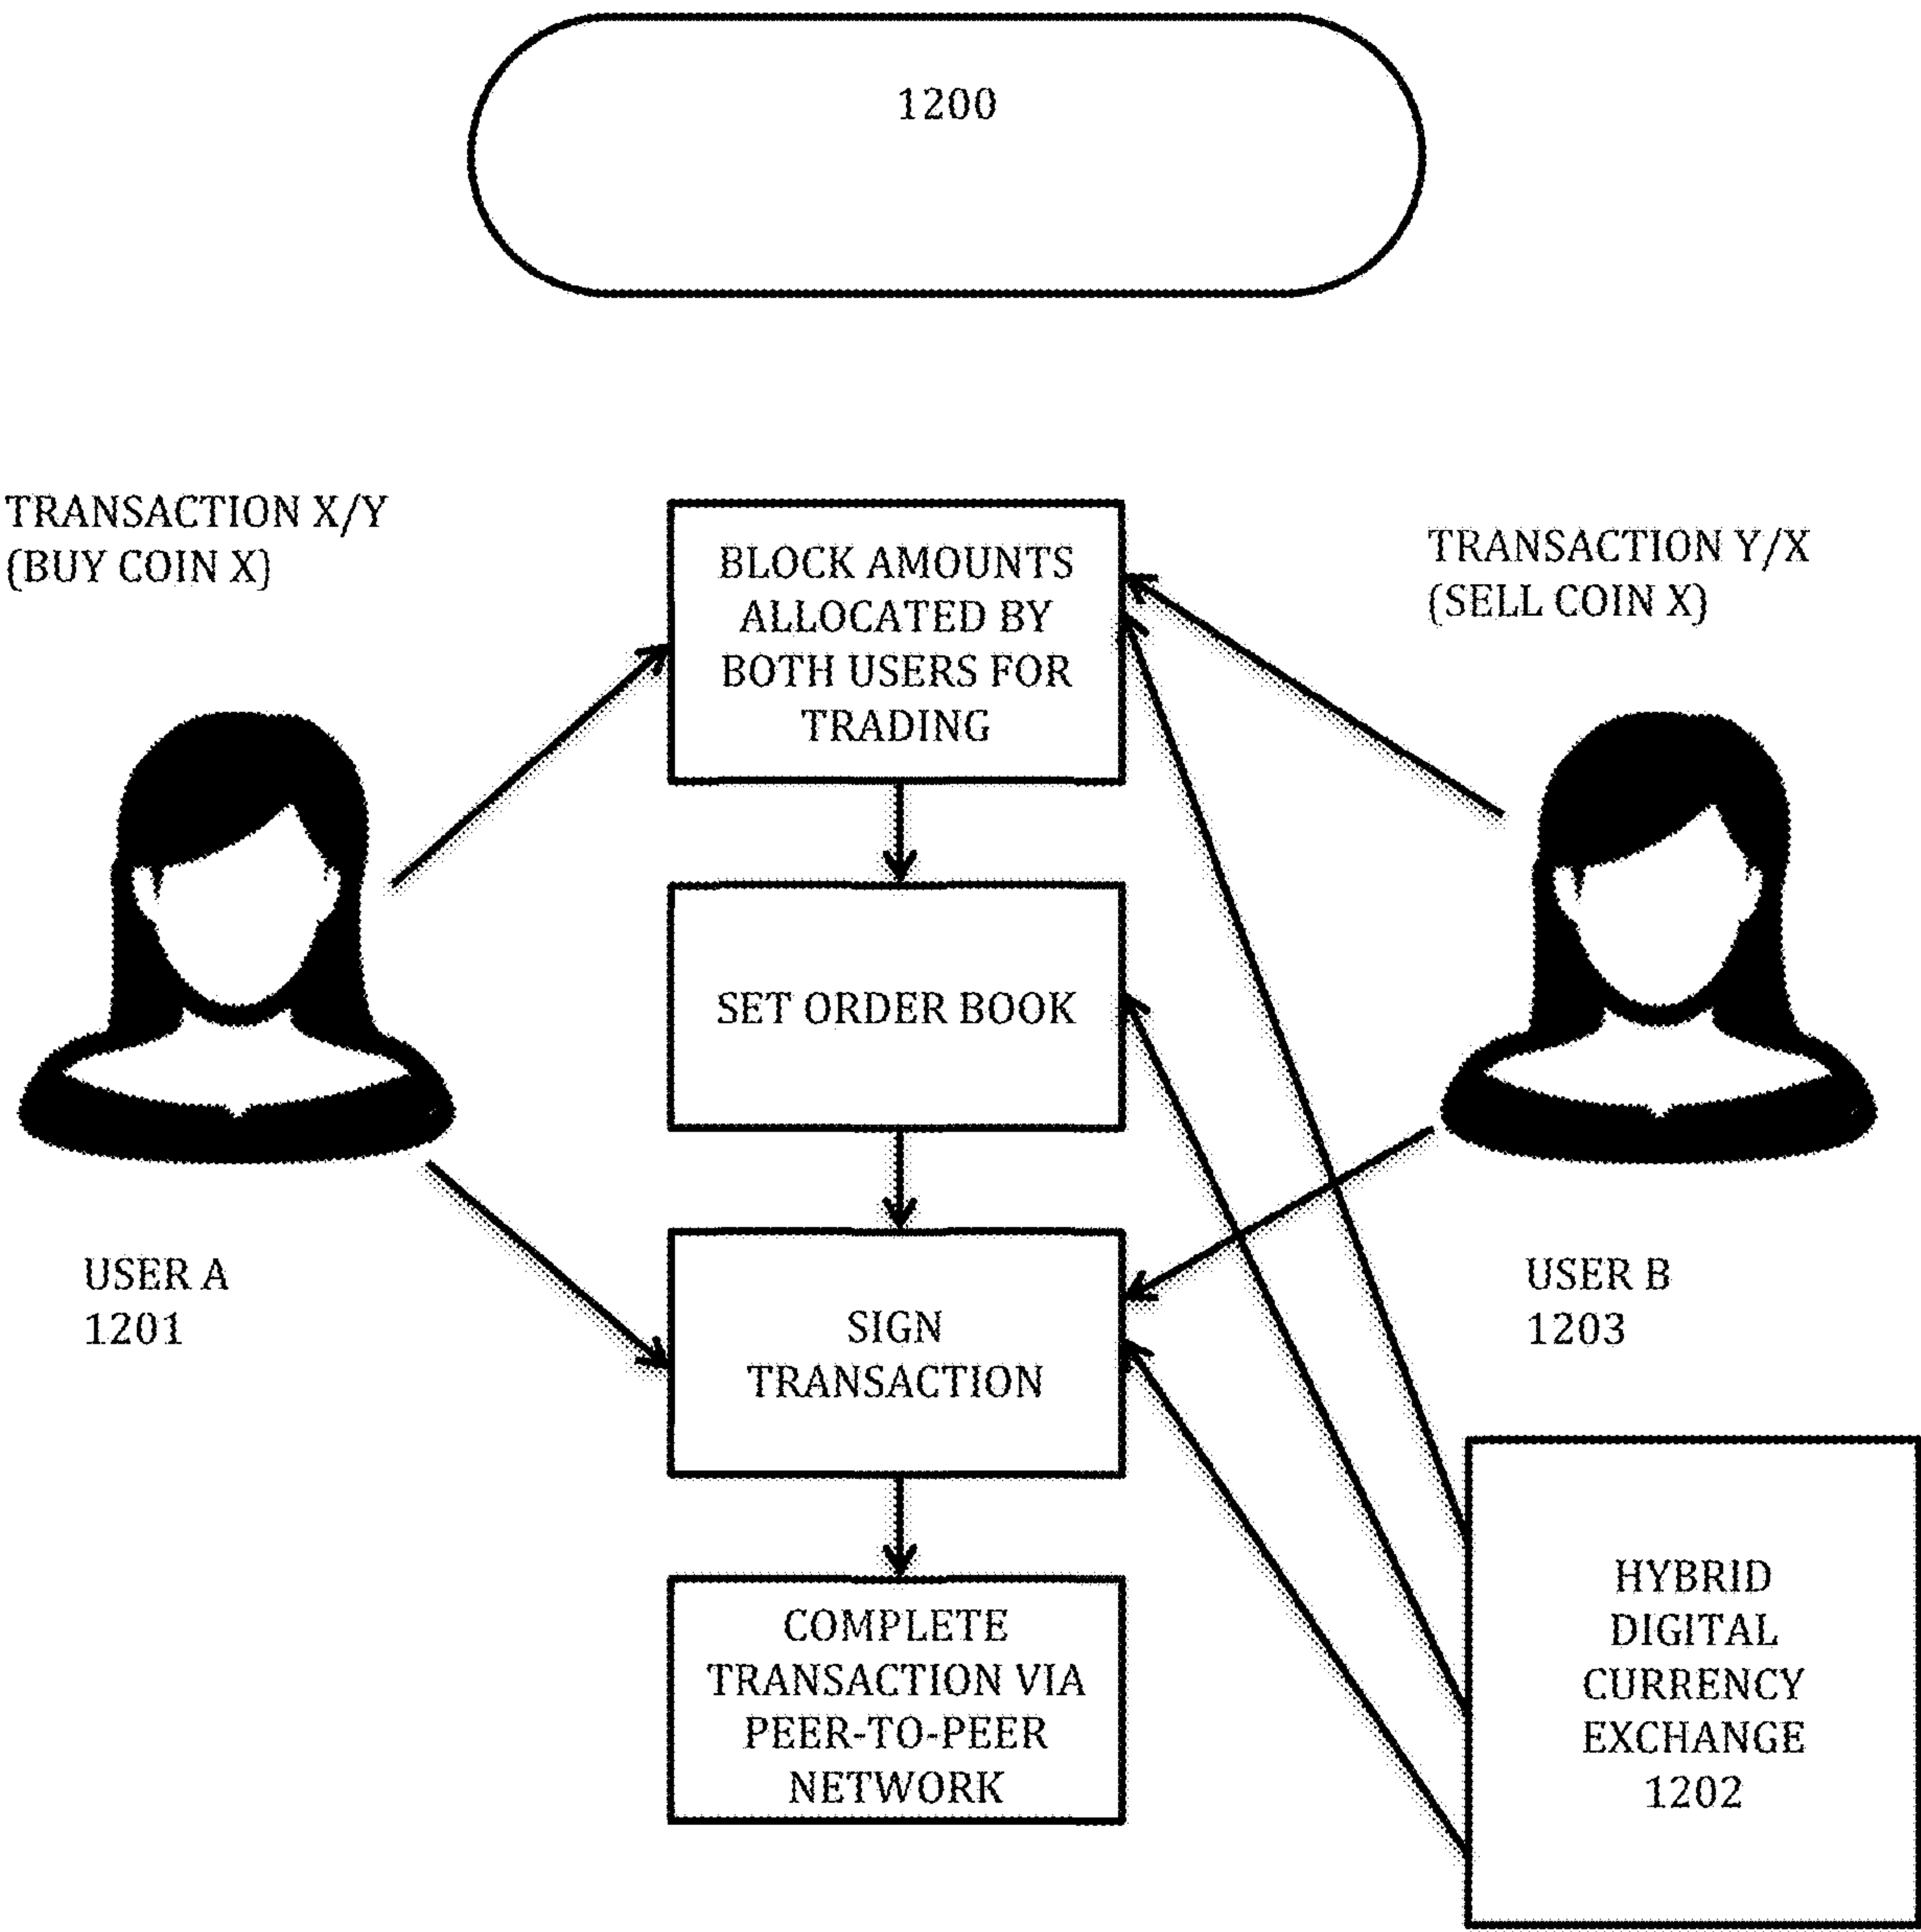 1200
TRANSACTION X/Y
(BUY COIN X)
BLOCK AMOUNTS
ALLOCATED BY
BOTH USERS FOR
TRADING
TRANSACTION Y/X
(SELL COIN X)
SET ORDER BOOK
USER A
1201
SIGN
TRANSACTION
USER B
1203
COMPLETE
TRANSACTION VIA
PEER-TO-PEER
NETWORK
HYBRID
DIGITAL
CURRENCY
EXCHANGE
1202